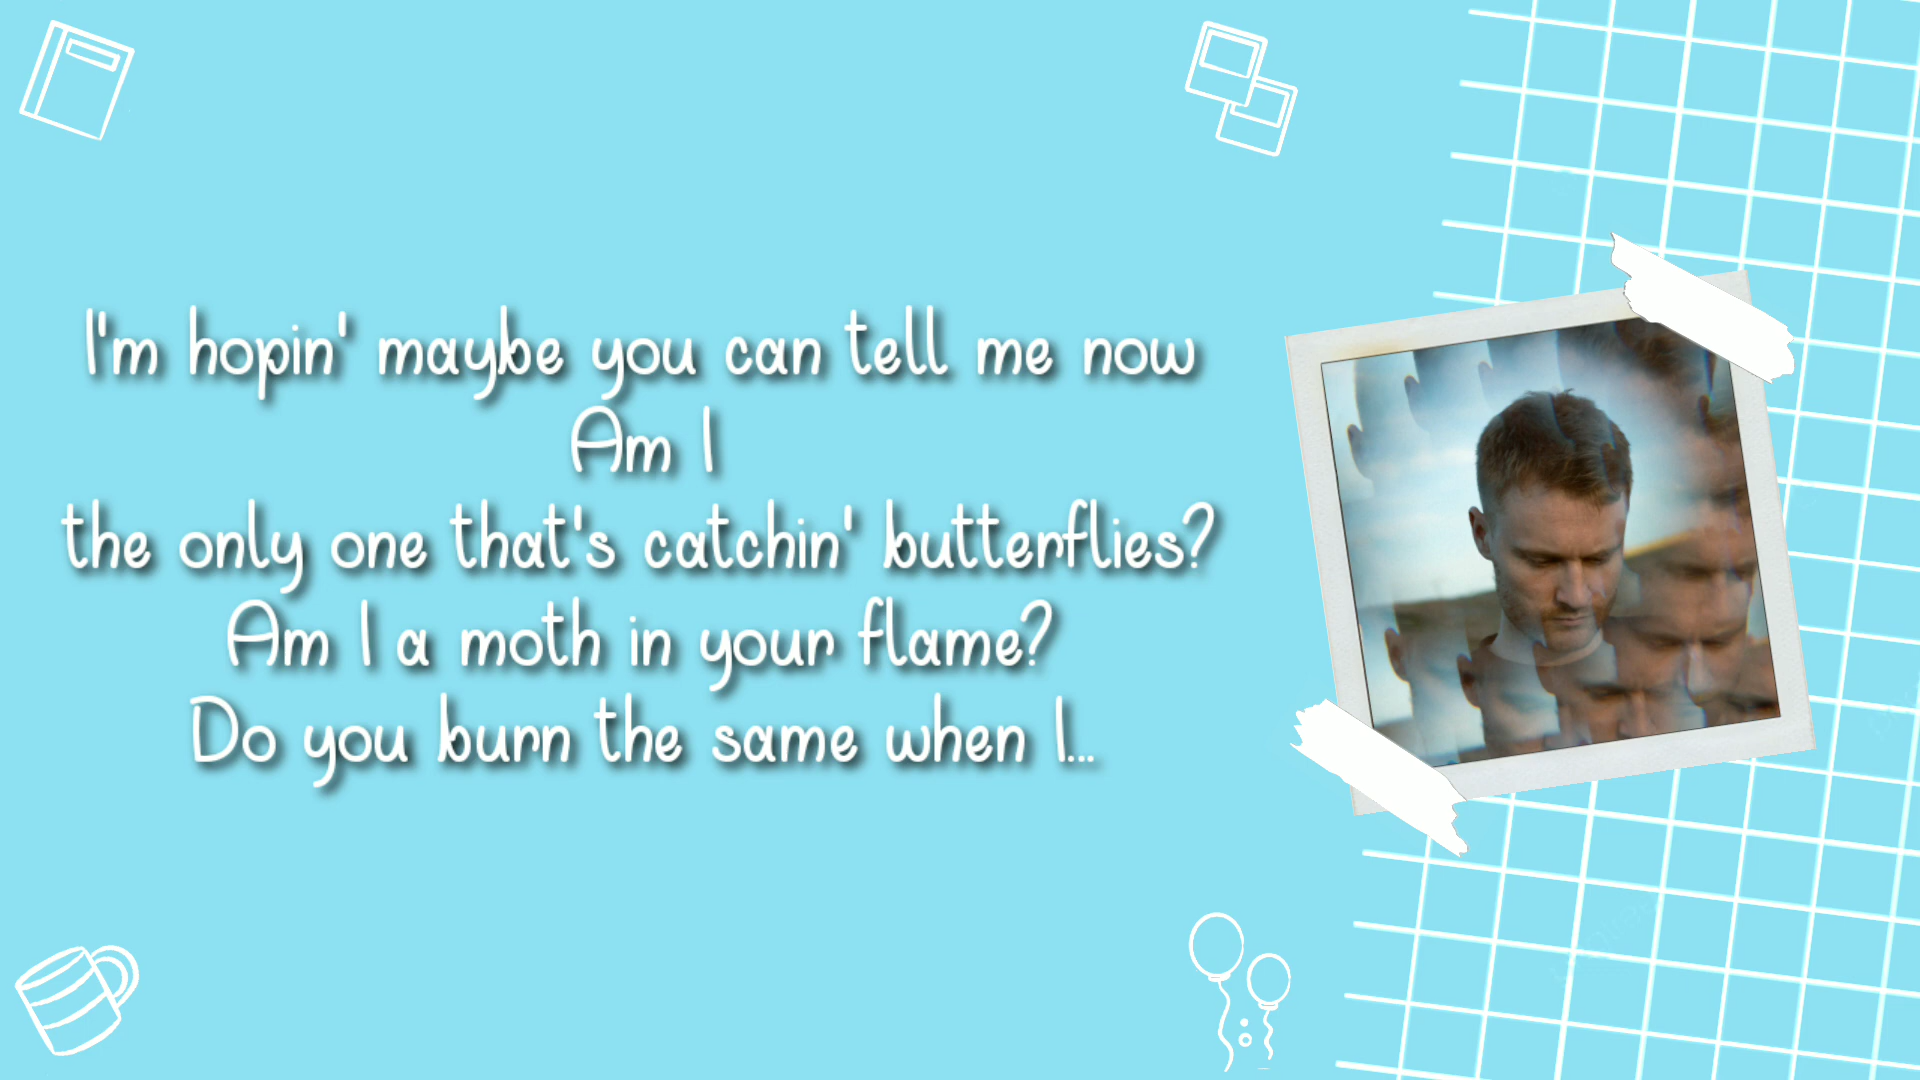 I'm hopin' maybe you can tell me now
Am I
the only one that's catchin' butterflies?
Am I a moth in your flame?
Do you burn the same when I...